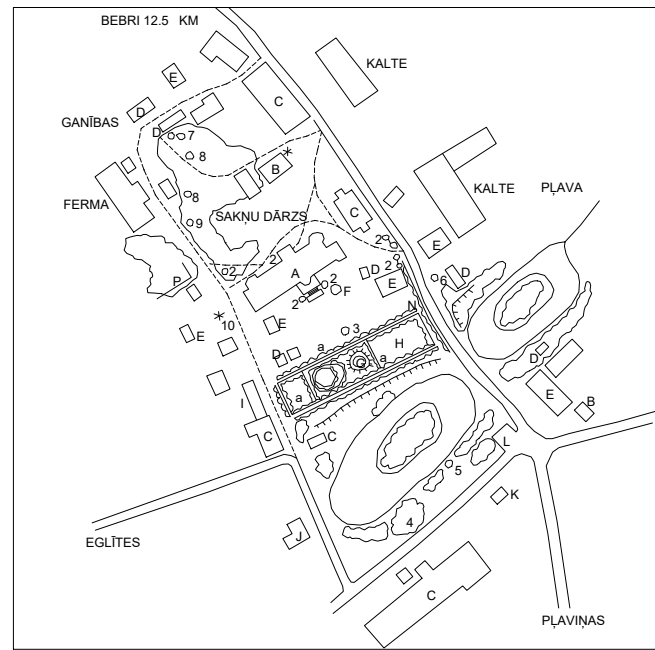 BEBRI 12.5 KM
KALTE
E
C
D
GANĪBAS
D
7
8
B
KALTE
PĻAVA
FERMA
8
SAKŅU DĀRZS
C
9
2
E
2
2
A
D
2
6
D
P
2
E
F
2
N
10
E
3
E
H
D
a
G
a
D
a
I
E
B
C
C
L
5
K
4
EGLĪTES
J
C
PĻAVIŅAS